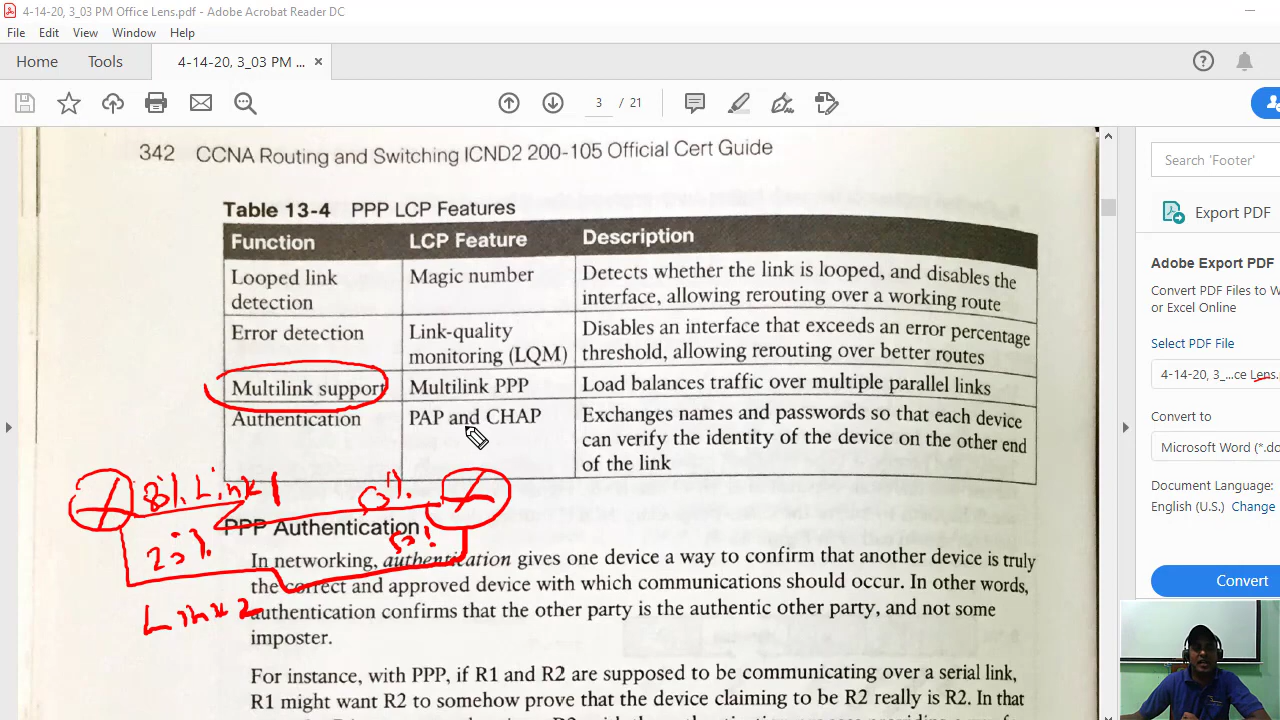 4-14-20, 3_03 PM Office Lens.pdf - Adobe Acrobat Reader DC
File Edit View Window Help
Home Tools 4-14-20, 3_03 PM ... ×
3 / 21
342 CCNA Routing and Switching ICND2 200-105 Official Cert Guide
Table 13-4 PPP LCP Features
Function LCP Feature Description
Looped link detection
Magic number
Detects whether the link is looped, and disables the
interface, allowing rerouting over a working route
Error detection
Link-quality
monitoring (LQM)
Disables an interface that exceeds an error percentage
threshold, allowing rerouting over better routes
Multilink support Multilink PPP Load balances traffic over multiple parallel links
Authentication PAP and CHAP Exchanges names and passwords so that each device
can verify the identity of the device on the other end
of the link
Link 1
PPP Authentication
In networking, authentication gives one device a way to confirm that another device is truly
the correct and approved device with which communications should occur. In other words,
authentication confirms that the other party is the authentic other party, and not some
imposter.
Link 2
For instance, with PPP, if R1 and R2 are supposed to be communicating over a serial link,
R1 might want R2 to somehow prove that the device claiming to be R2 really is R2. In that
Search 'Footer'
Export PDF
Adobe Export PDF
Convert PDF Files to W
or Excel Online
Select PDF File
4-14-20, 3_...ce Lens.
Convert to
Microsoft Word (*.do
Document Language:
English (U.S.) Change
Convert